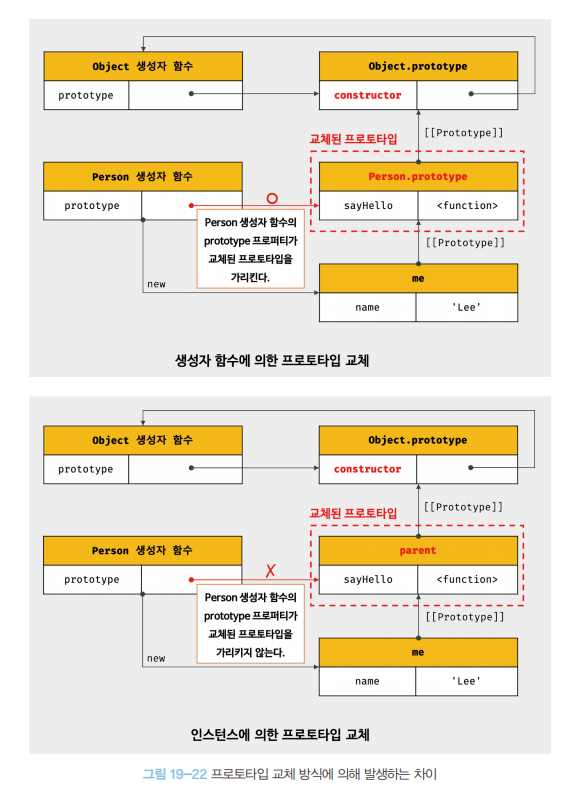 Object 생성자 함수
Object.prototype
prototype
constructor
교체된 프로토타입
[[Prototype]]
Person 생성자 함수
Person.prototype
prototype
sayHello
<function>
Person 생성자 함수의
prototype 프로퍼티가
교체된 프로토타입을
가리킨다.
[[Prototype]]
new
me
name
'Lee'
생성자 함수에 의한 프로토타입 교체
Object 생성자 함수
Object.prototype
prototype
constructor
교체된 프로토타입
[[Prototype]]
Person 생성자 함수
parent
prototype
sayHello
<function>
Person 생성자 함수의
prototype 프로퍼티가
교체된 프로토타입을
가리키지 않는다.
[[Prototype]]
new
me
name
'Lee'
인스턴스에 의한 프로토타입 교체
그림 19-22 프로토타입 교체 방식에 의해 발생하는 차이